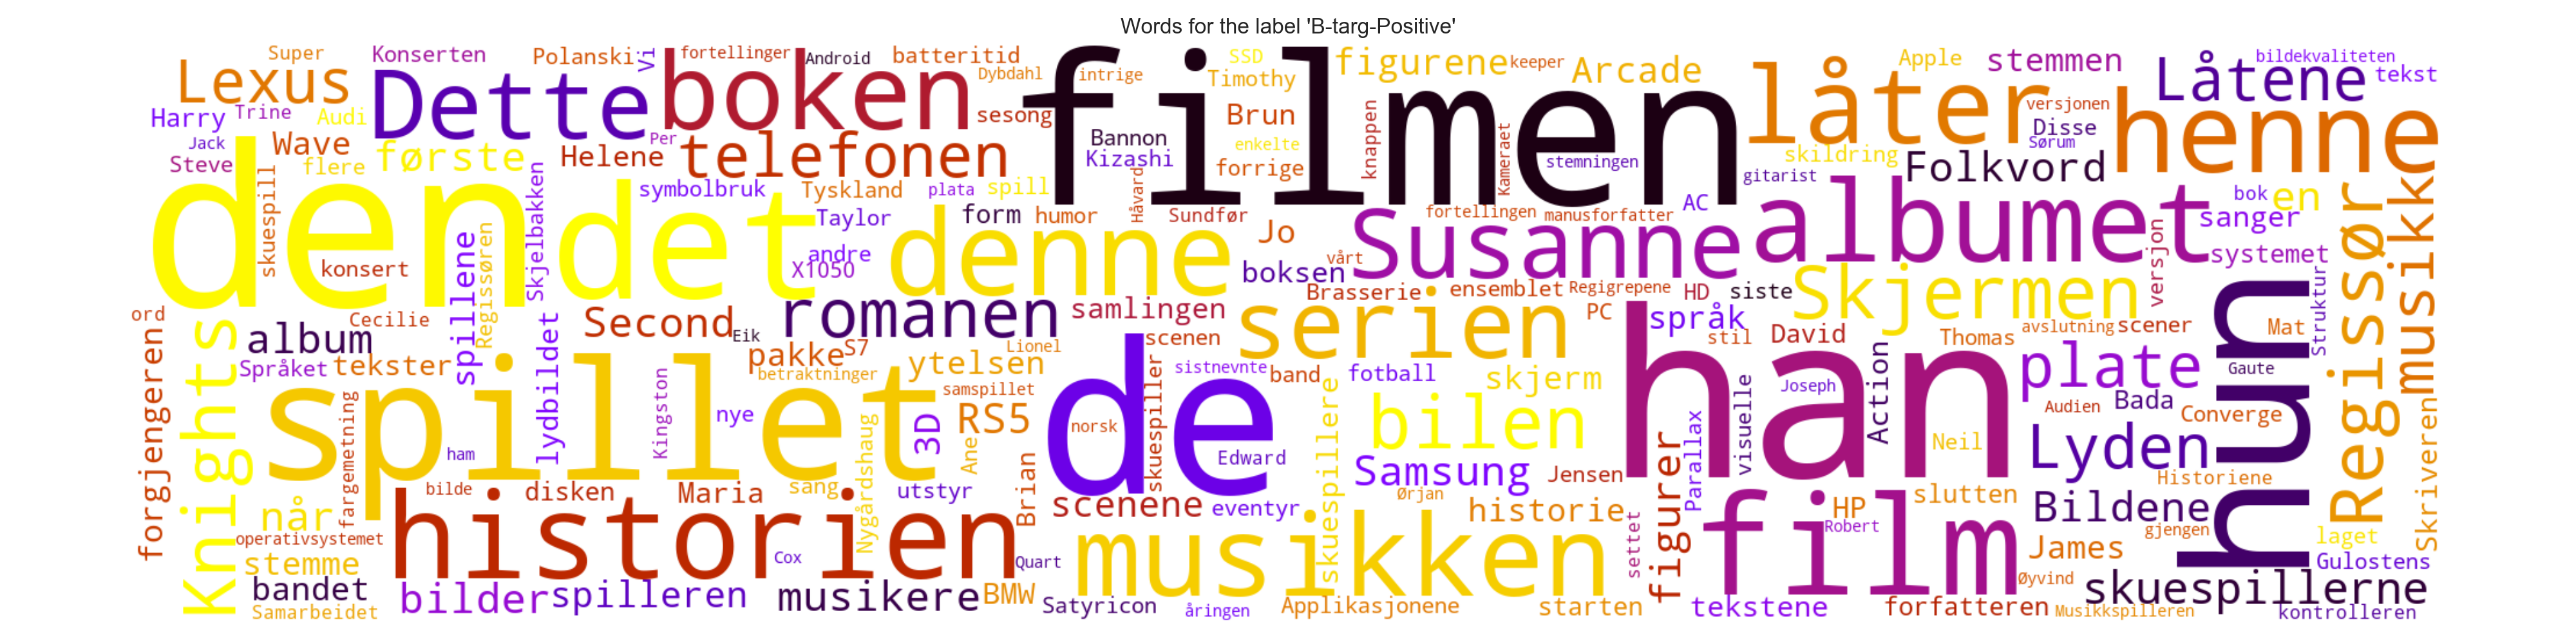 Words for the label 'B-targ-Positive'
Super
Konserten
Polanski
Vi
fortellinger
Android
batteritid
filmen
SSD
figurene
keeper
Arcade
Apple
stemmen
bildekvaliteten
Lexus
Dette
boken
Dybdahl
intrige
Timothy
låter
Låtene
tekst
Harry
Trine
Audi
sesong
Brun
knappen
versjonen
henne
Jack
Wave
Per
Bannon
enkelte
Kameraet
Disse
Sørum
Steve
flere
første
Helene
telefonen
Kizashi
forrige
stemningen
skildring
Folkvord
gitarist
den
skuespill
Skjelbakken
det
symbolbruk
Tyskland
plata
spill
Håvard
albumet
bok
en
Regissør
musikk
Regissøren
spillene
Taylor
form
humor
Sundfør
fortellingen
manusforfatter
AC
sanger
konsert
andre
X1050
denne
Jo
Susanne
versjon
systemet
boksen
vårt
Skjermen
Struktur
ord
Cecilie
Second
Eik
romanen
samlingen
Brasserie
ensemblet
Regigrepene
HD
siste
hun
forgjengeren
Knights
album
lydbildet
pakke
S7
Lionel
scenen
serien
PC
språk
stil
David
Thomas
avslutning
scener
Mat
Språket
tekster
betraktninger
ytelsen
de
skuespiller
sistnevnte
band
fotball
skjerm
han
Action
plate
Gaute
spillet
fargemetning
Kingston
nye
Nygårdshaug
3D
samspillet
RS5
norsk
skuespillere
bilen
Parallax
visuelle
Joseph
Audien
Bada
Converge
Skriveren
ham
Ane
Edward
Samsung
Jensen
Neil
Lyden
Historiene
når
historien
bilde
disken
Maria
sang
utstyr
Brian
scenene
eventyr
Ørjan
historie
figurer
film
HP
slutten
Bildene
operativsystemet
Robert
gjengen
laget
stemme
Cox
Quart
musikken
settet
James
Gulostens
bandet
bilder
spilleren
musikere
BMW
Øyvind
skuespillerne
Samarbeidet
Satyricon
åringen
Applikasjonene
starten
tekstene
forfatteren
Musikkspilleren
kontrolleren